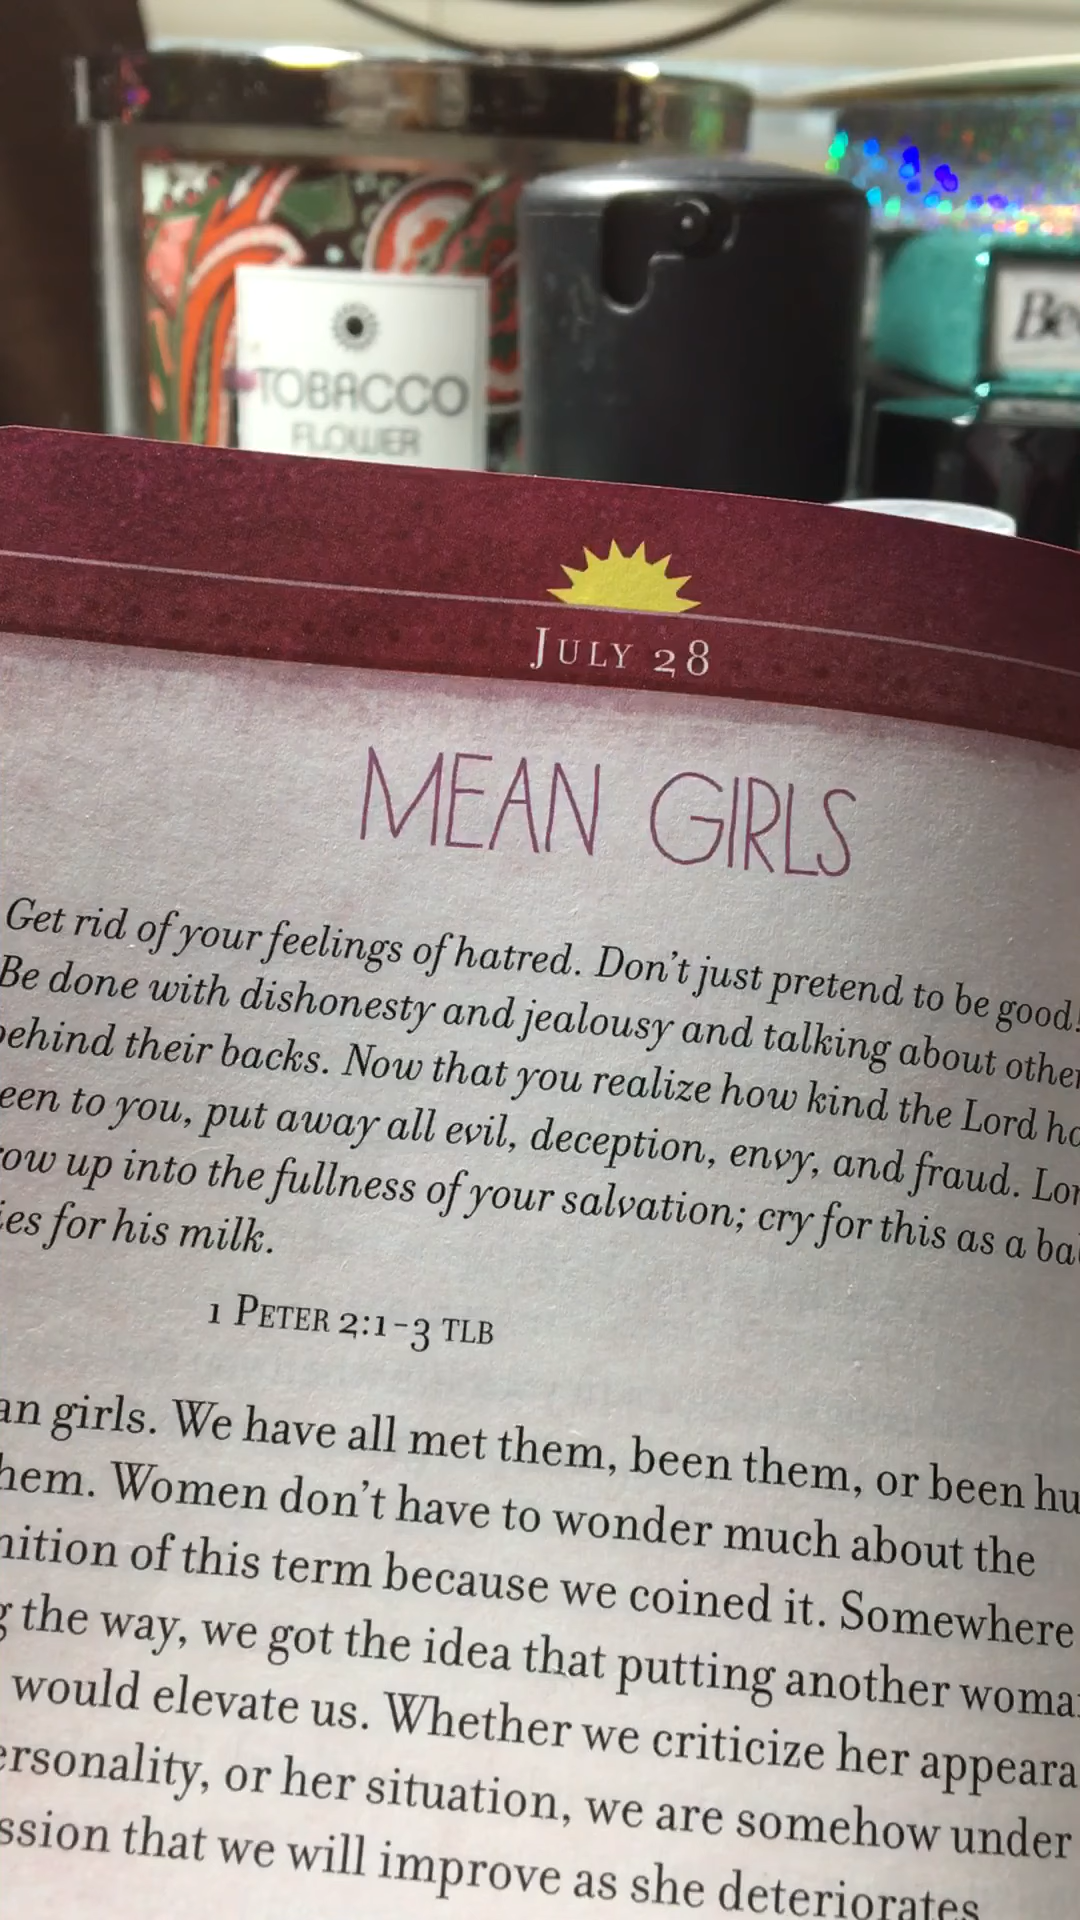 TOBACCO
FLOWER
Be
JULY 28
MEAN GIRLS
Get rid of your feelings of hatred. Don't just pretend to be good!
Be done with dishonesty and jealousy and talking about other
behind their backs. Now that you realize how kind the Lord ha
een to you, put away all evil, deception, envy, and fraud. Lon
row up into the fullness of your salvation; cry for this as a bab
ies for his milk.
1 PETER 2:1–3 TLB
an girls. We have all met them, been them, or been hu
hem. Women don't have to wonder much about the
nition of this term because we coined it. Somewhere
g the way, we got the idea that putting another woman
would elevate us. Whether we criticize her appeara
ersonality, or her situation, we are somehow under
ssion that we will improve as she deteriorates